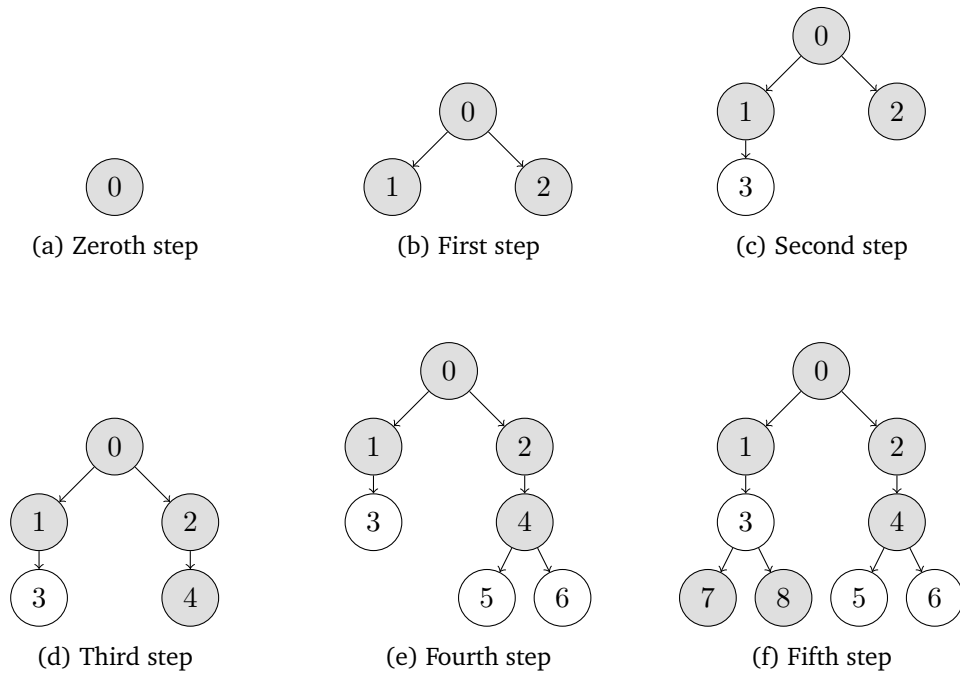 0
0
1 2
0
1 2
3
(a) Zeroth step
(b) First step
(c) Second step
0
1 2
3 4
0
1 2
3 4
5 6
0
1 2
3 4
7 8 5 6
(d) Third step
(e) Fourth step
(f) Fifth step